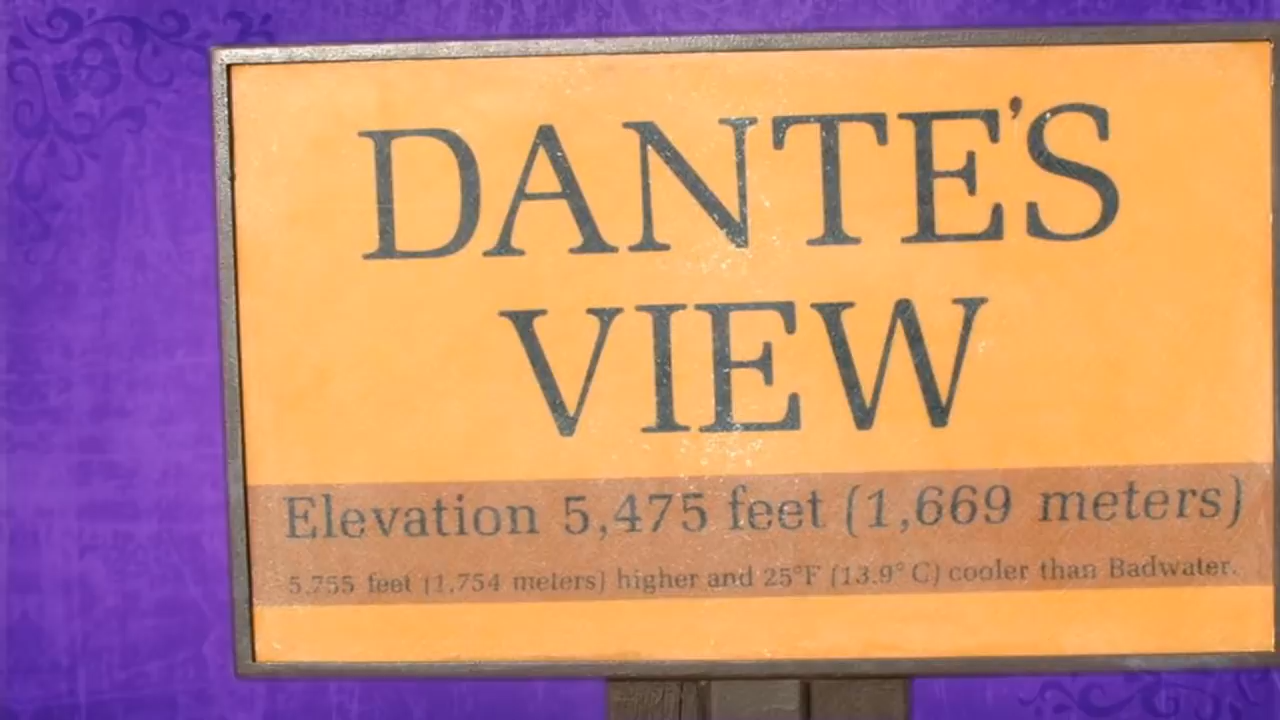 DANTE'S
VIEW
Elevation 5,475 feet (1,669 meters)
5,755 feet (1,754 meters) higher and 25°F (13.9° C) cooler than Badwater.